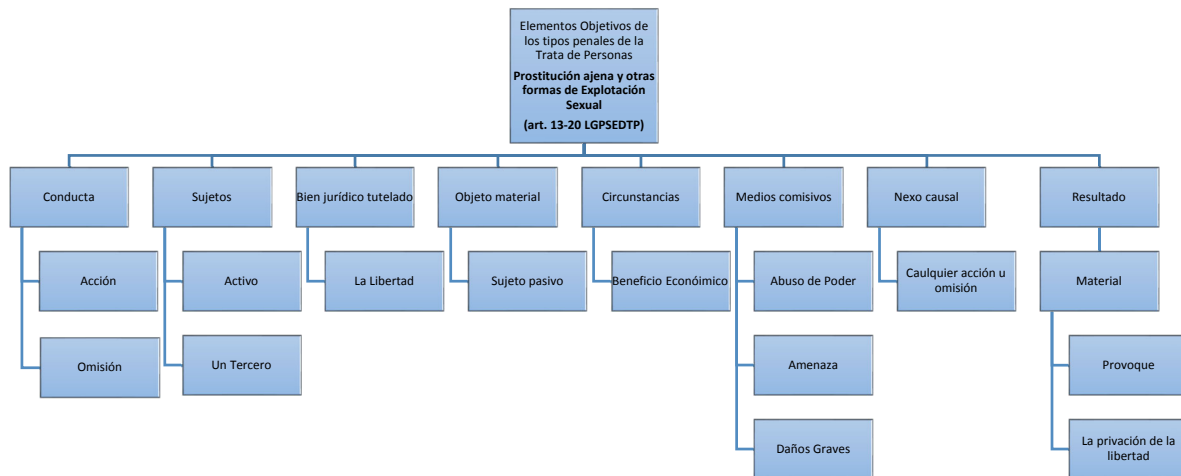 Elementos Objetivos de
los tipos penales de la
Trata de Personas
Prostitución ajena y otras
formas de Explotación
Sexual
(art. 13-20 LGPSEDTP)
Conducta
Sujetos
Bien jurídico tutelado
Objeto material
Circunstancias
Medios comisivos
Nexo causal
Resultado
Acción
Activo
La Libertad
Sujeto pasivo
Beneficio Econóimico
Abuso de Poder
Caulquier acción u
omisión
Material
Omisión
Un Tercero
Amenaza
Provoque
Daños Graves
La privación de la
libertad